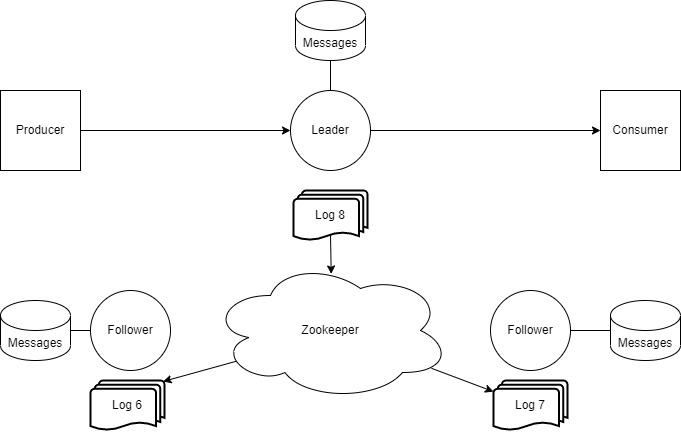 Messages
Producer
Leader
Consumer
Log 8
Messages
Follower
Zookeeper
Follower
Messages
Log 6
Log 7